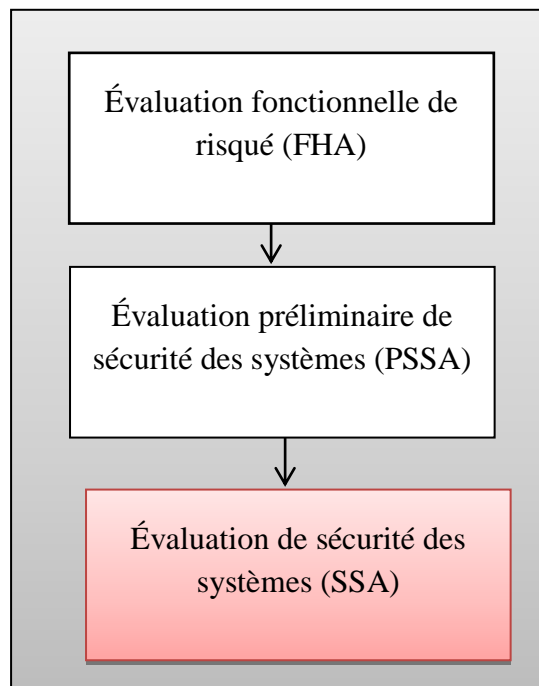 Évaluation fonctionnelle de
risqué (FHA)
Évaluation préliminaire de
sécurité des systèmes (PSSA)
Évaluation de sécurité des
systèmes (SSA)